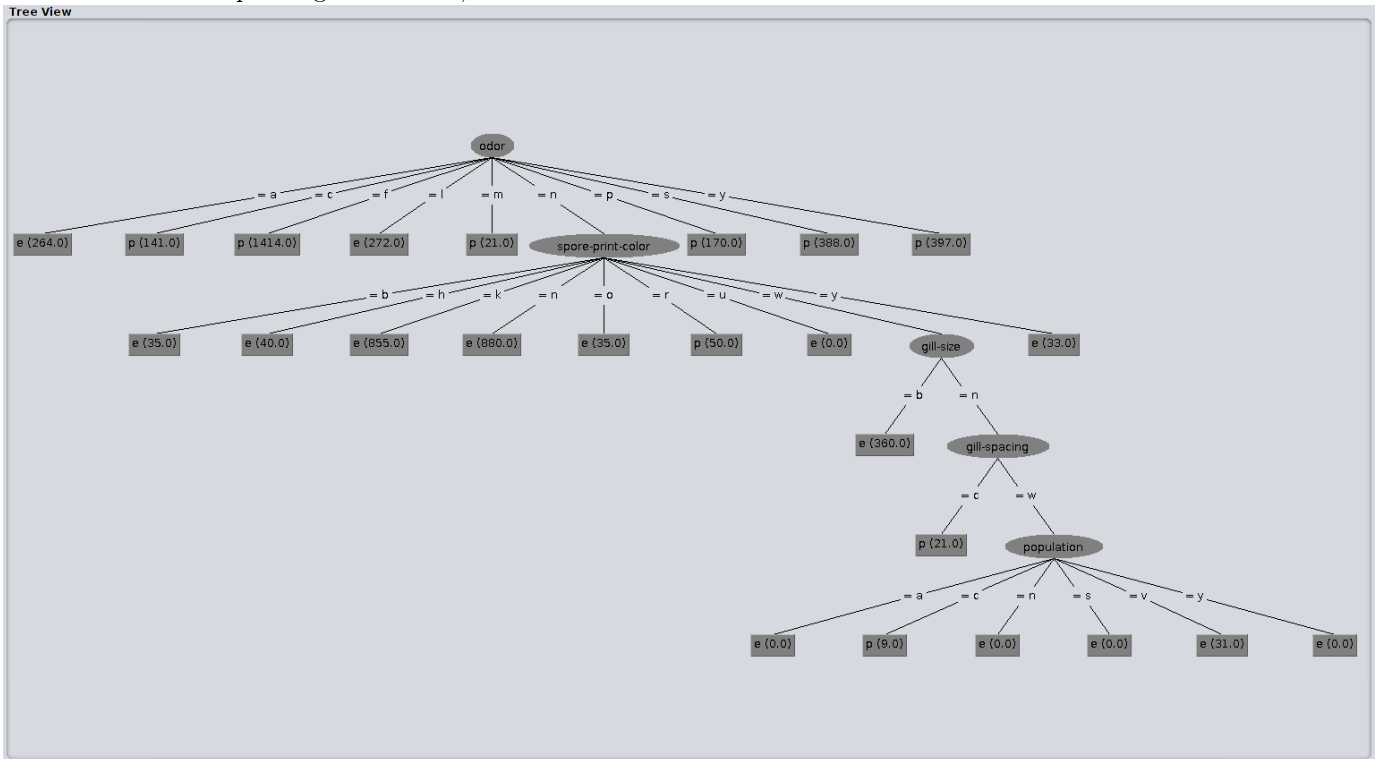 Tree View
odor
= a = c = f = l = m = n = p = s = y
e (264.0) p (141.0) p (1414.0) e (272.0) p (21.0) spore-print-color p (170.0) p (388.0) p (397.0)
= b = h = k = n = o = r = u = w = y
e (35.0) e (40.0) e (855.0) e (880.0) e (35.0) p (50.0) e (0.0) gill-size e (33.0)
= b = n
e (360.0) gill-spacing
= c = w
p (21.0) population
= a = c = n = s = v = y
e (0.0) p (9.0) e (0.0) e (0.0) e (31.0) e (0.0)